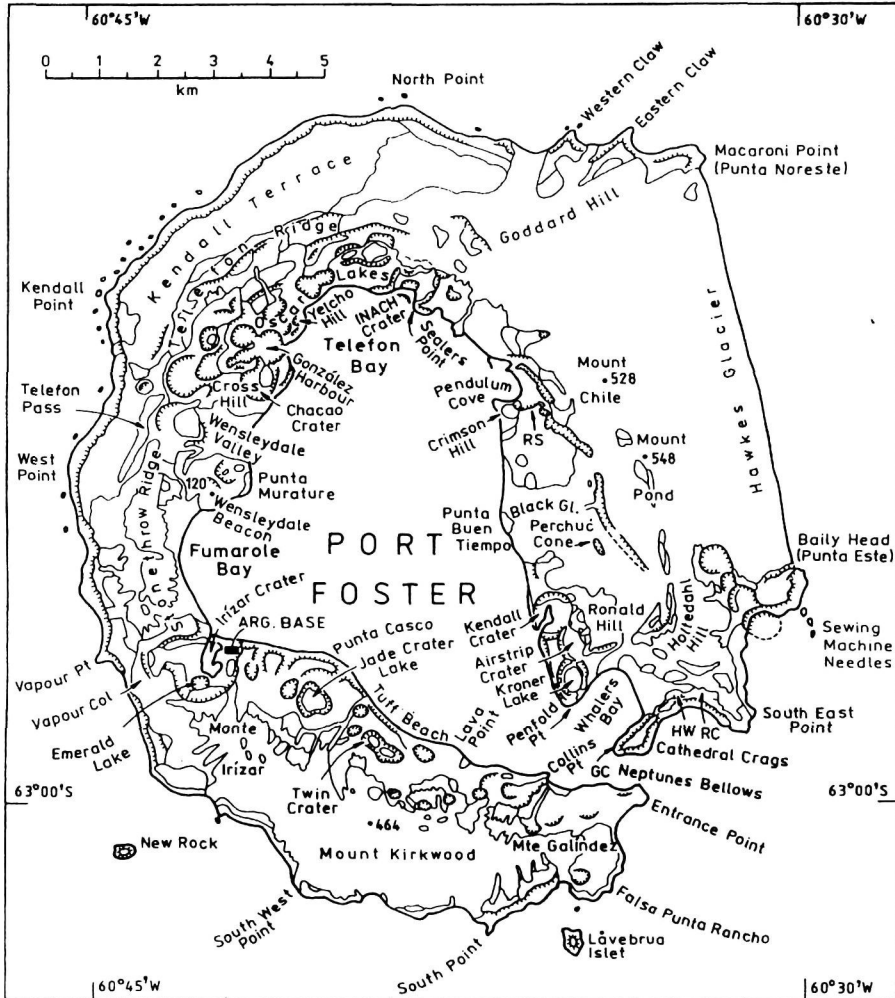 60°45'W
60°30'W
0 1 2 3 4 5
km
North Point
Western Claw
Eastern Claw
Macaroni Point
(Punta Noreste)
Kendall Terrace
Goddard Hill
Telefon Ridge
Kendall
Point
Oscar
Lakes
Yelcho
Hill
INACH
Crater
Sealers
Point
Telefon
Bay
González
Harbour
Hawkes Glacier
Mount
528
Chile
Pendulum
Cove
Telefon
Pass
Cross
Hill
Chacao
Crater
Crimson
Hill
RS
Wensleydale
Valley
Mount
548
Pond
West Point
120
Punta
Murature
Wensleydale
Beacon
Punta
Buen
Tiempo
Black Gl.
Perchuć
Cone
Stonethrow Ridge
Fumarole
Bay
PORT
FOSTER
Baily Head
(Punta Este)
Irízar Crater
ARG. BASE
Kendall
Crater
Ronald
Hill
Holtedahl
Hill
Punta Casco
Jade Crater
Lake
Airstrip
Crater
Kroner
Lake
Sewing
Machine
Needles
Vapour Pt
Vapour Col
Emerald
Lake
Tuff Beach
Lava
Point
Penfold
Pt
Whalers
Bay
South East
Point
Monte
Irízar
Collins
Pt
HW RC
Cathedral Crags
GC Neptunes Bellows
63°00'S
63°00'S
Twin
Crater
464
Entrance Point
New Rock
Mount Kirkwood
Mte Galíndez
South West
Point
Falsa Punta Rancho
South Point
Låvebrua
Islet
60°45'W
60°30'W